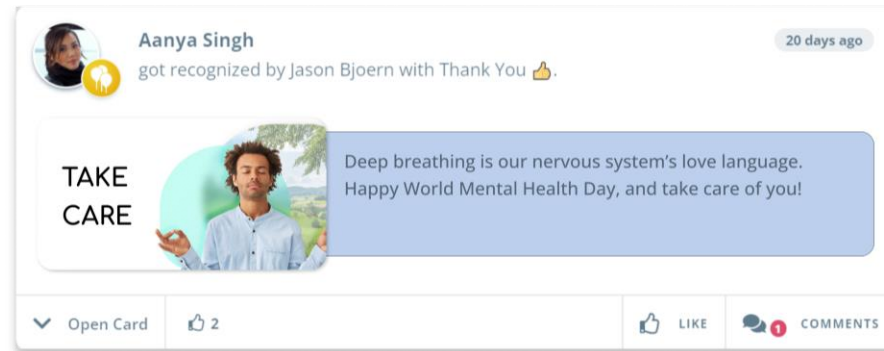 Aanya Singh
20 days ago
got recognized by Jason Bjoern with Thank You 👍.
TAKE
CARE
Deep breathing is our nervous system’s love language.
Happy World Mental Health Day, and take care of you!
Open Card
2
LIKE
1
COMMENTS